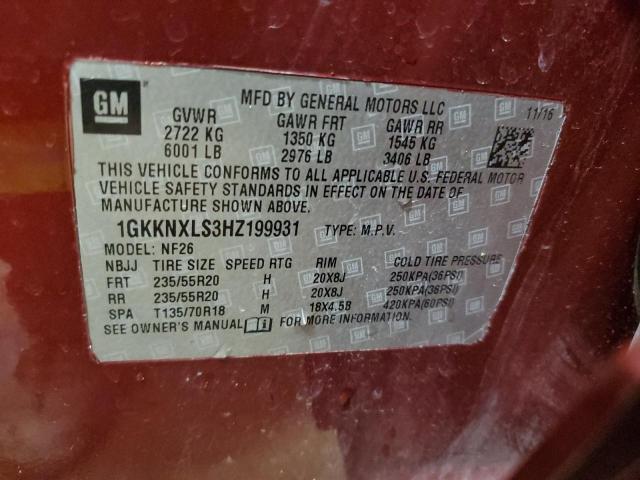 GM
MFD BY GENERAL MOTORS LLC
11/16
GVWR GAWR FRT GAWR RR
2722 KG 1350 KG 1545 KG
6001 LB 2976 LB 3406 LB
THIS VEHICLE CONFORMS TO ALL APPLICABLE U.S. FEDERAL MOTOR
VEHICLE SAFETY STANDARDS IN EFFECT ON THE DATE OF
MANUFACTURE SHOWN ABOVE.
1GKKNXLS3HZ199931 TYPE: M.P.V.
MODEL: NF26
NBJJ TIRE SIZE SPEED RTG RIM COLD TIRE PRESSURE
FRT 235/55R20 H 20X8J 250KPA(36PSI)
RR 235/55R20 H 20X8J 250KPA(36PSI)
SPA T135/70R18 M 18X4.5B 420KPA(60PSI)
SEE OWNER'S MANUAL FOR MORE INFORMATION.